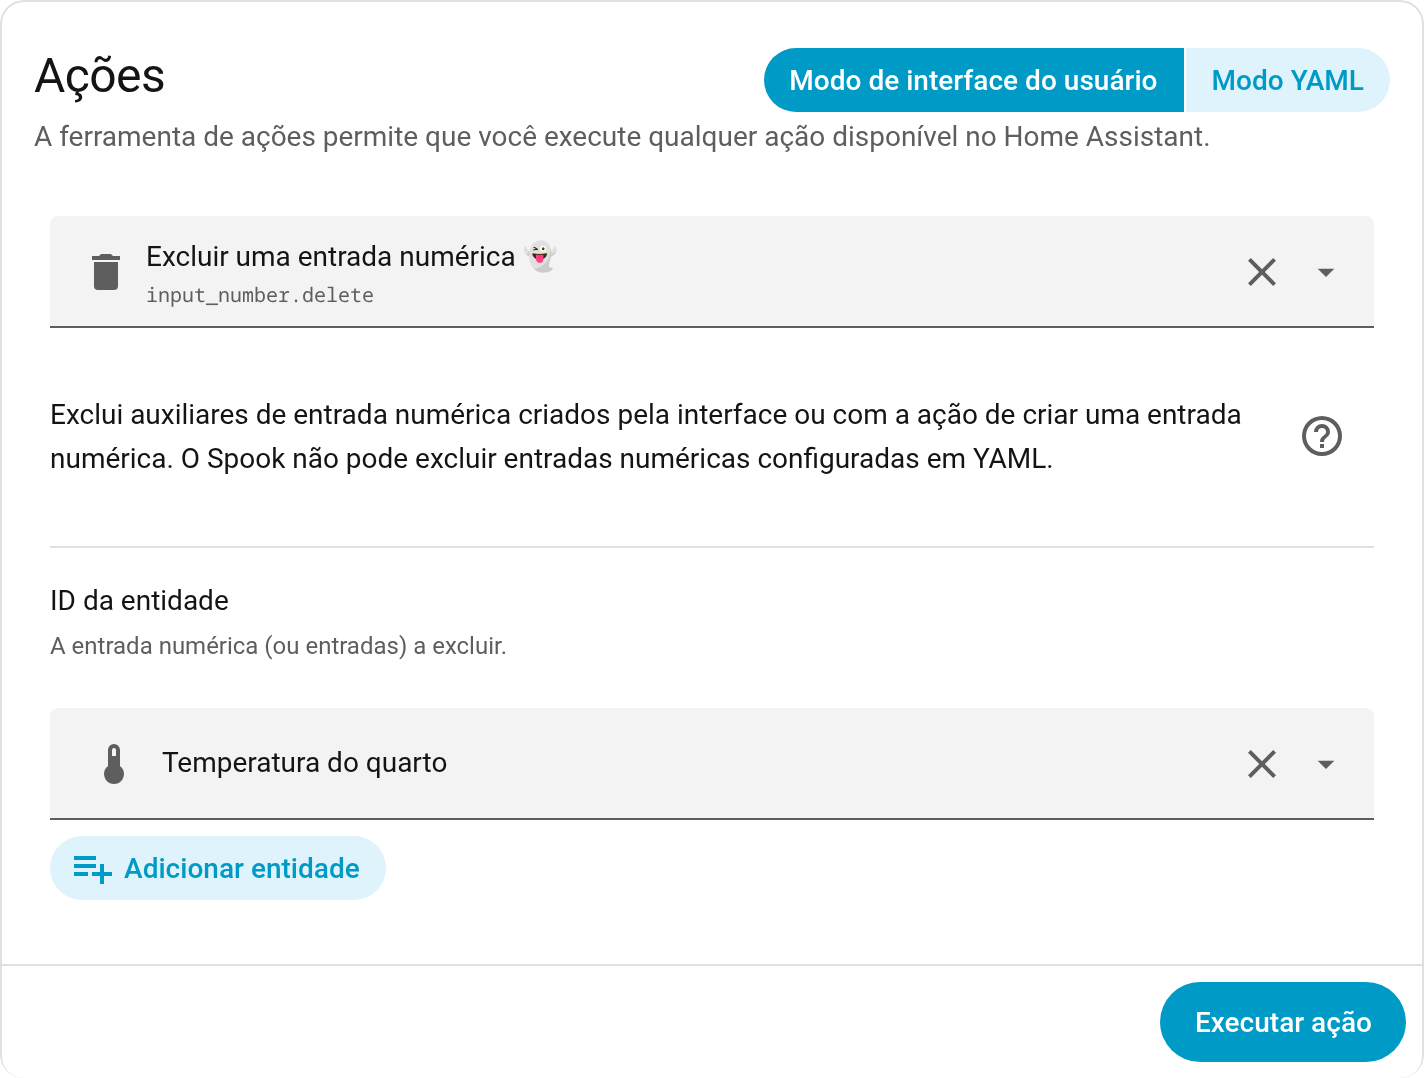 Ações
Modo de interface do usuário
Modo YAML
A ferramenta de ações permite que você execute qualquer ação disponível no Home Assistant.
Excluir uma entrada numérica 👻
input_number.delete
Exclui auxiliares de entrada numérica criados pela interface ou com a ação de criar uma entrada
numérica. O Spook não pode excluir entradas numéricas configuradas em YAML.
ID da entidade
A entrada numérica (ou entradas) a excluir.
Temperatura do quarto
Adicionar entidade
Executar ação